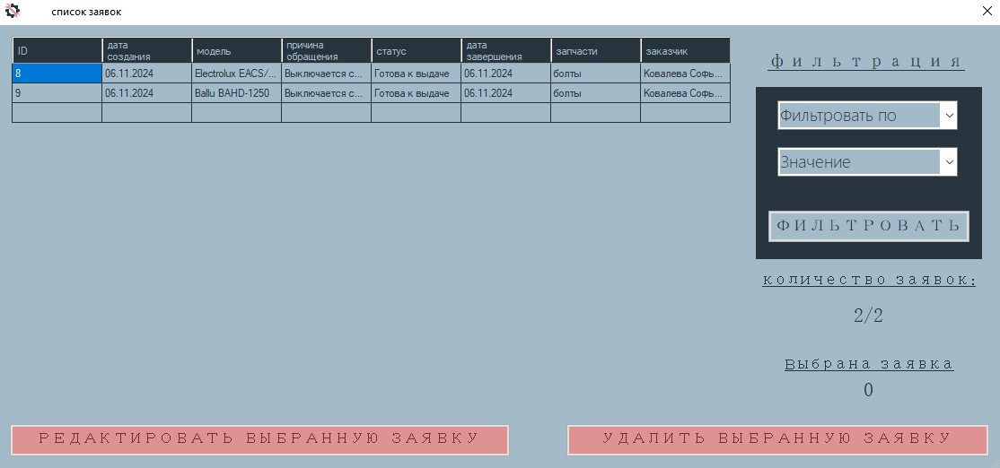 список заявок
ID дата создания модель причина обращения статус дата завершения запчасти заказчик
8 06.11.2024 Electrolux EACS/... Выключается с... Готова к выдаче 06.11.2024 болты Ковалева Софь...
9 06.11.2024 Ballu BAHD-1250 Выключается с... Готова к выдаче 06.11.2024 болты Ковалева Софь...
фильтрация
Фильтровать по
Значение
ФИЛЬТРОВАТЬ
количество заявок:
2/2
Выбрана заявка
0
РЕДАКТИРОВАТЬ ВЫБРАННУЮ ЗАЯВКУ
УДАЛИТЬ ВЫБРАННУЮ ЗАЯВКУ